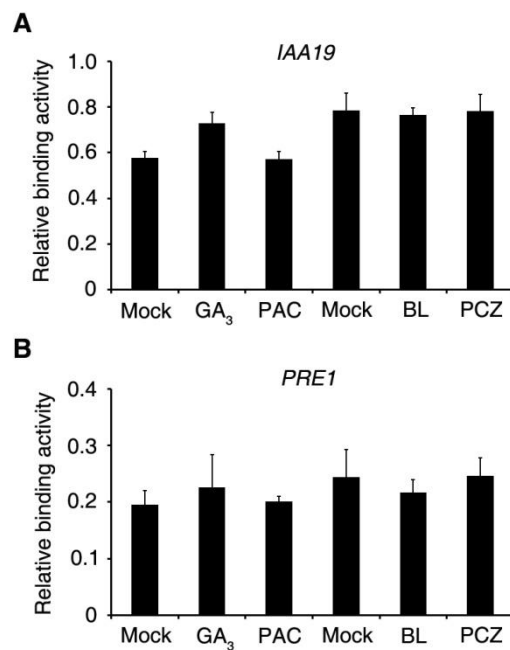 A
IAA19
Relative binding activity
1.0
0.8
0.6
0.4
0.2
0
Mock GA₃ PAC Mock BL PCZ
B
PRE1
Relative binding activity
0.4
0.3
0.2
0.1
0
Mock GA₃ PAC Mock BL PCZ